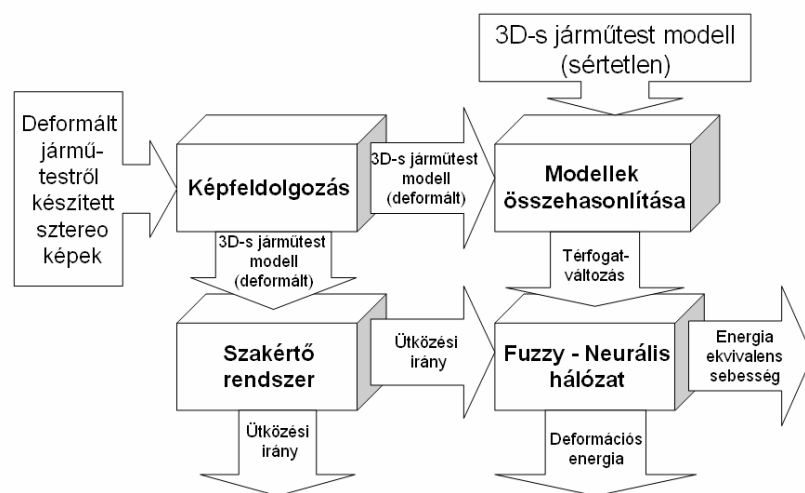 3D-s járműtest modell
(sértetlen)
Deformált
jármű-
testről
készített
sztereo
képek
Képfeldolgozás
3D-s járműtest
modell
(deformált)
Modellek
összehasonlítása
3D-s járműtest
modell
(deformált)
Térfogat-
változás
Szakértő
rendszer
Ütközési
irány
Fuzzy - Neurális
hálózat
Energia
ekvivalens
sebesség
Ütközési
irány
Deformációs
energia